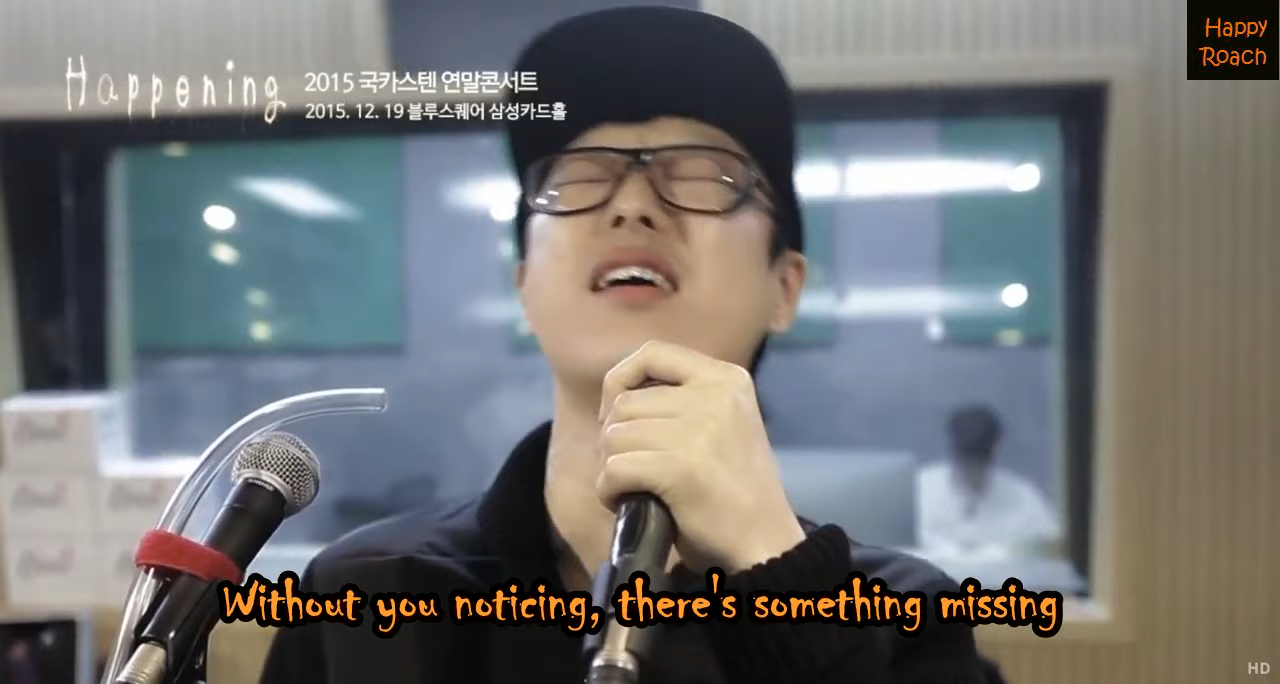 Happy
Roach
Happening
2015 국카스텐 연말콘서트
2015. 12. 19 블루스퀘어 삼성카드홀
Without you noticing, there's something missing
HD